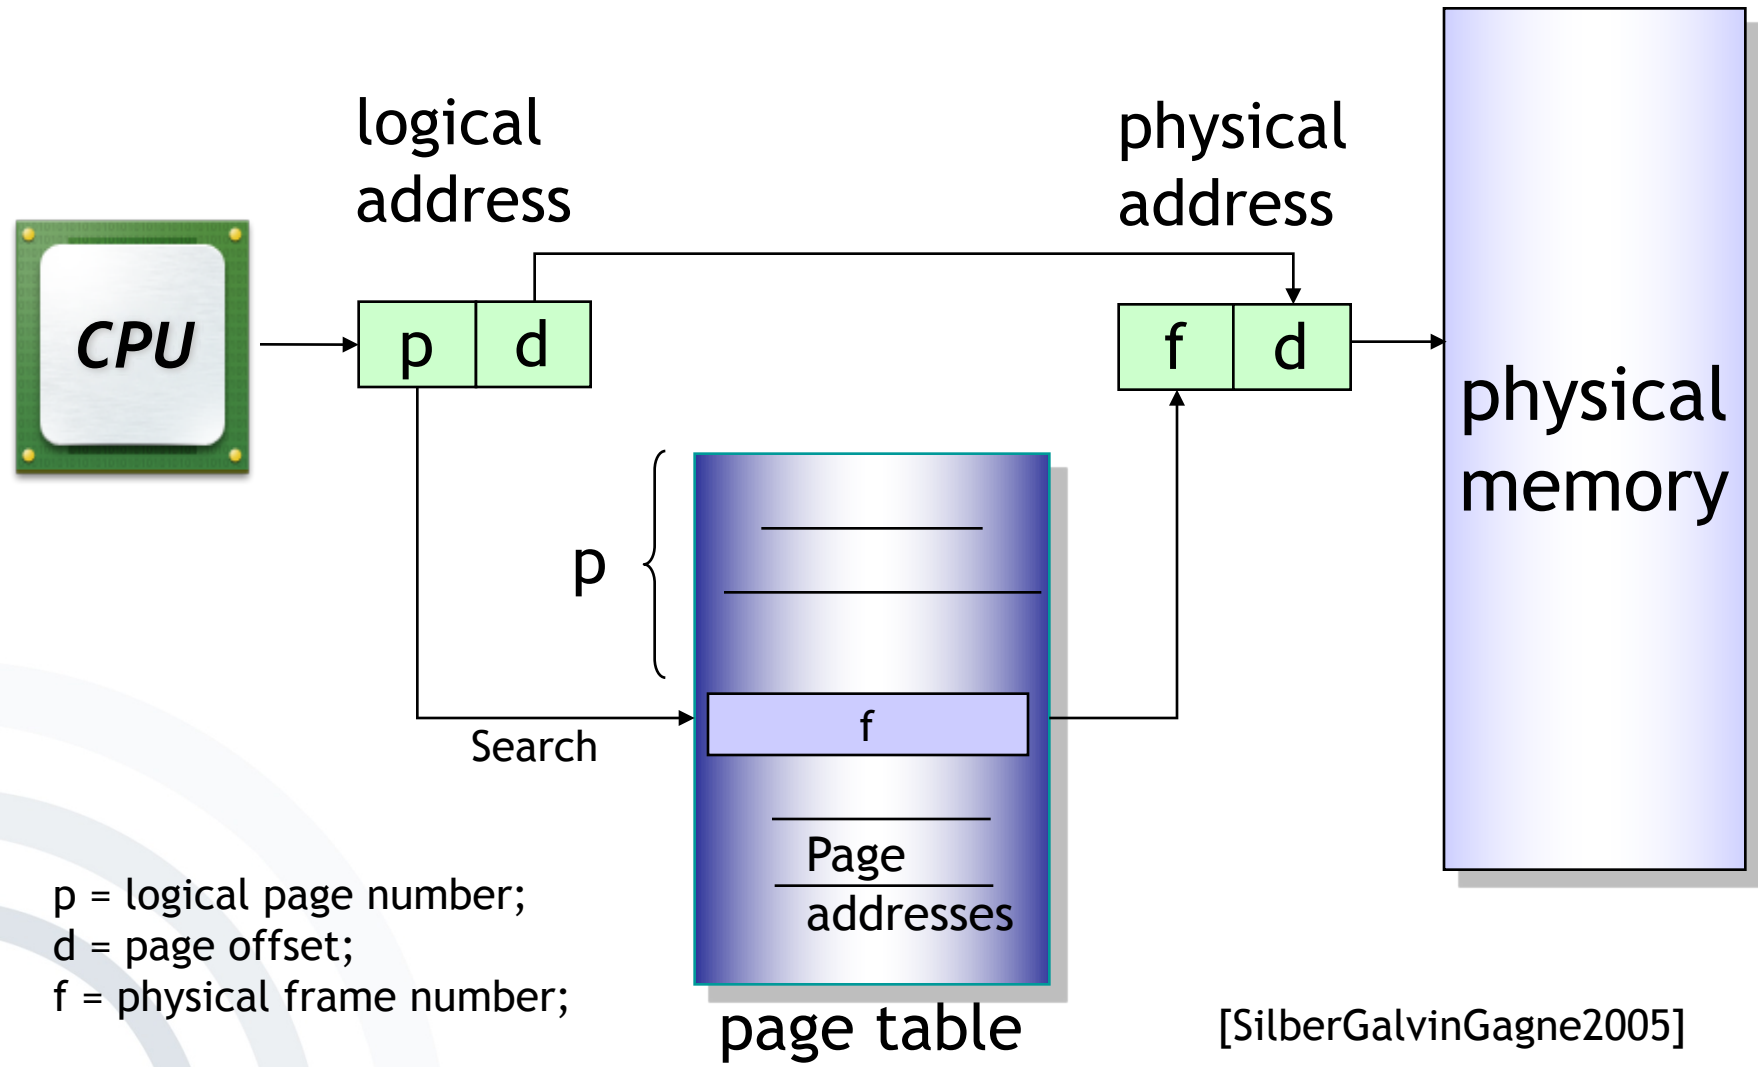 logical
address
physical
address
CPU
p d
f d
physical
memory
p
f
Search
Page
addresses
p = logical page number;
d = page offset;
f = physical frame number;
page table
[SilberGalvinGagne2005]